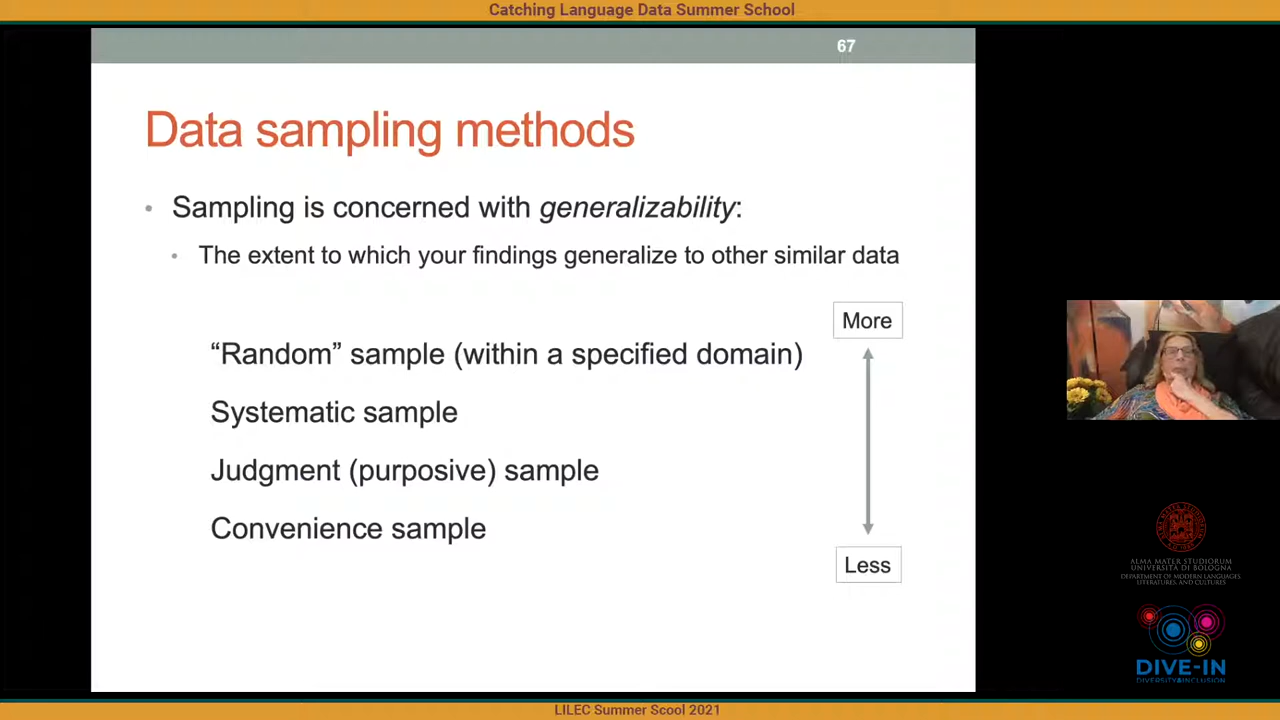 Catching Language Data Summer School
67
Data sampling methods
• Sampling is concerned with generalizability:
• The extent to which your findings generalize to other similar data
More
“Random” sample (within a specified domain)
Systematic sample
Judgment (purposive) sample
Convenience sample
Less
ALMA MATER STUDIORUM
UNIVERSITÀ DI BOLOGNA
DEPARTMENT OF MODERN LANGUAGES,
LITERATURES, AND CULTURES
DIVE-IN
DIVERSITY&INCLUSION
LILEC Summer Scool 2021